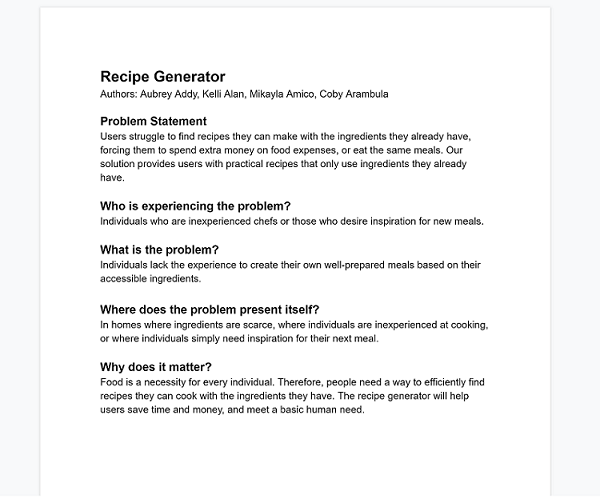 Recipe Generator
Authors: Aubrey Addy, Kelli Alan, Mikayla Amico, Coby Arambula
Problem Statement
Users struggle to find recipes they can make with the ingredients they already have,
forcing them to spend extra money on food expenses, or eat the same meals. Our
solution provides users with practical recipes that only use ingredients they already
have.
Who is experiencing the problem?
Individuals who are inexperienced chefs or those who desire inspiration for new meals.
What is the problem?
Individuals lack the experience to create their own well-prepared meals based on their
accessible ingredients.
Where does the problem present itself?
In homes where ingredients are scarce, where individuals are inexperienced at cooking,
or where individuals simply need inspiration for their next meal.
Why does it matter?
Food is a necessity for every individual. Therefore, people need a way to efficiently find
recipes they can cook with the ingredients they have. The recipe generator will help
users save time and money, and meet a basic human need.